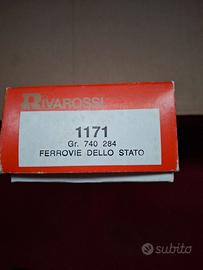 RIVAROSSI
1171
Gr. 740 284
FERROVIE DELLO STATO
subito